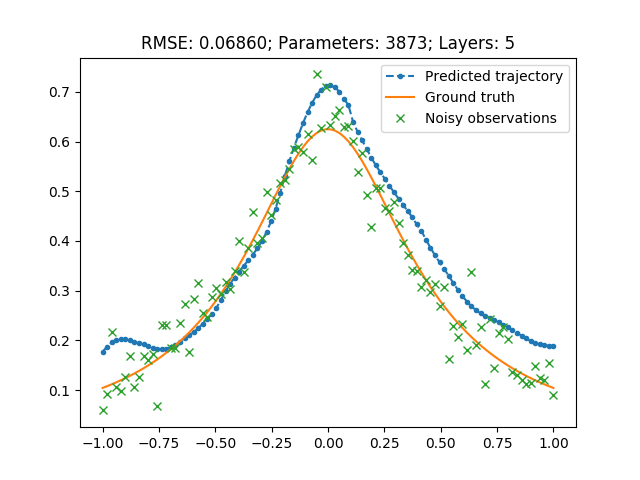 RMSE: 0.06860; Parameters: 3873; Layers: 5
Predicted trajectory
Ground truth
Noisy observations
0.7
0.6
0.5
0.4
0.3
0.2
0.1
−1.00 −0.75 −0.50 −0.25 0.00 0.25 0.50 0.75 1.00